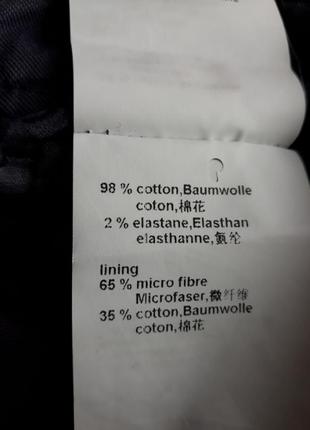 98 % cotton,Baumwolle
coton,棉花
2 % elastane,Elasthan
elasthanne,氨纶
lining
65 % micro fibre
Microfaser,微纤维
35 % cotton,Baumwolle
coton,棉花